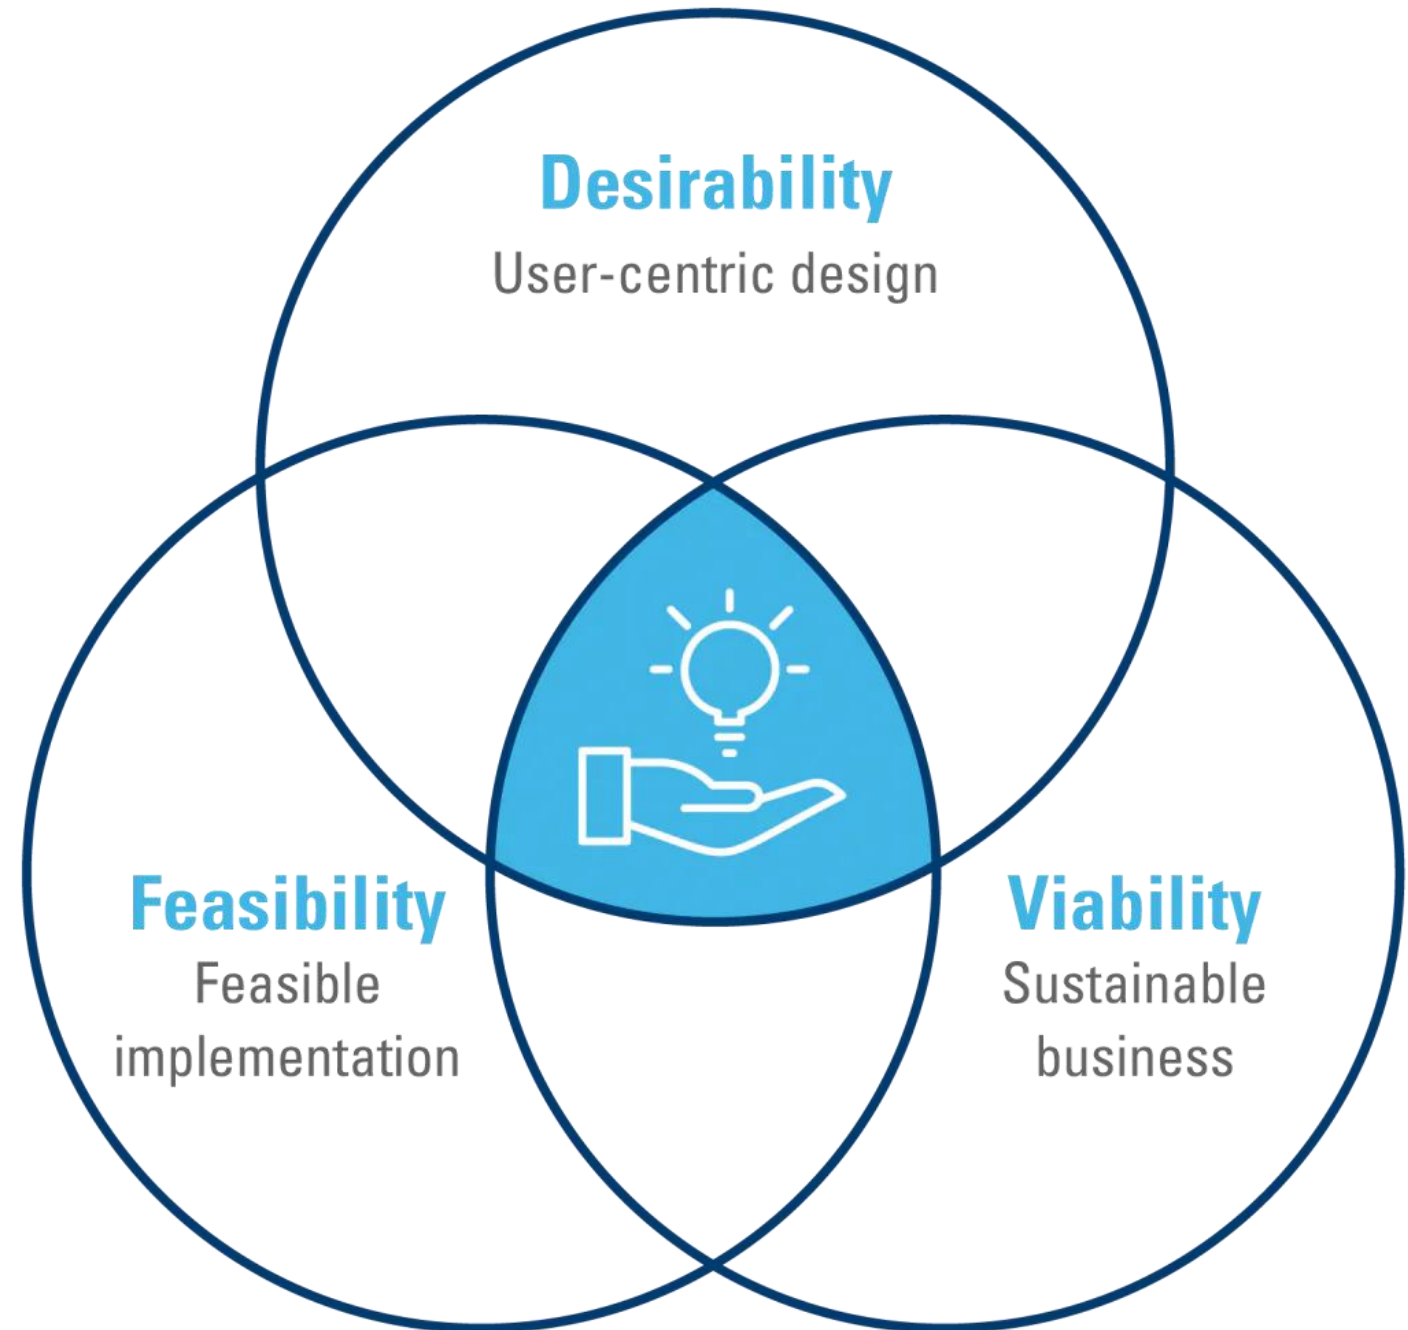 Desirability
User-centric design
Feasibility
Feasible
implementation
Viability
Sustainable
business